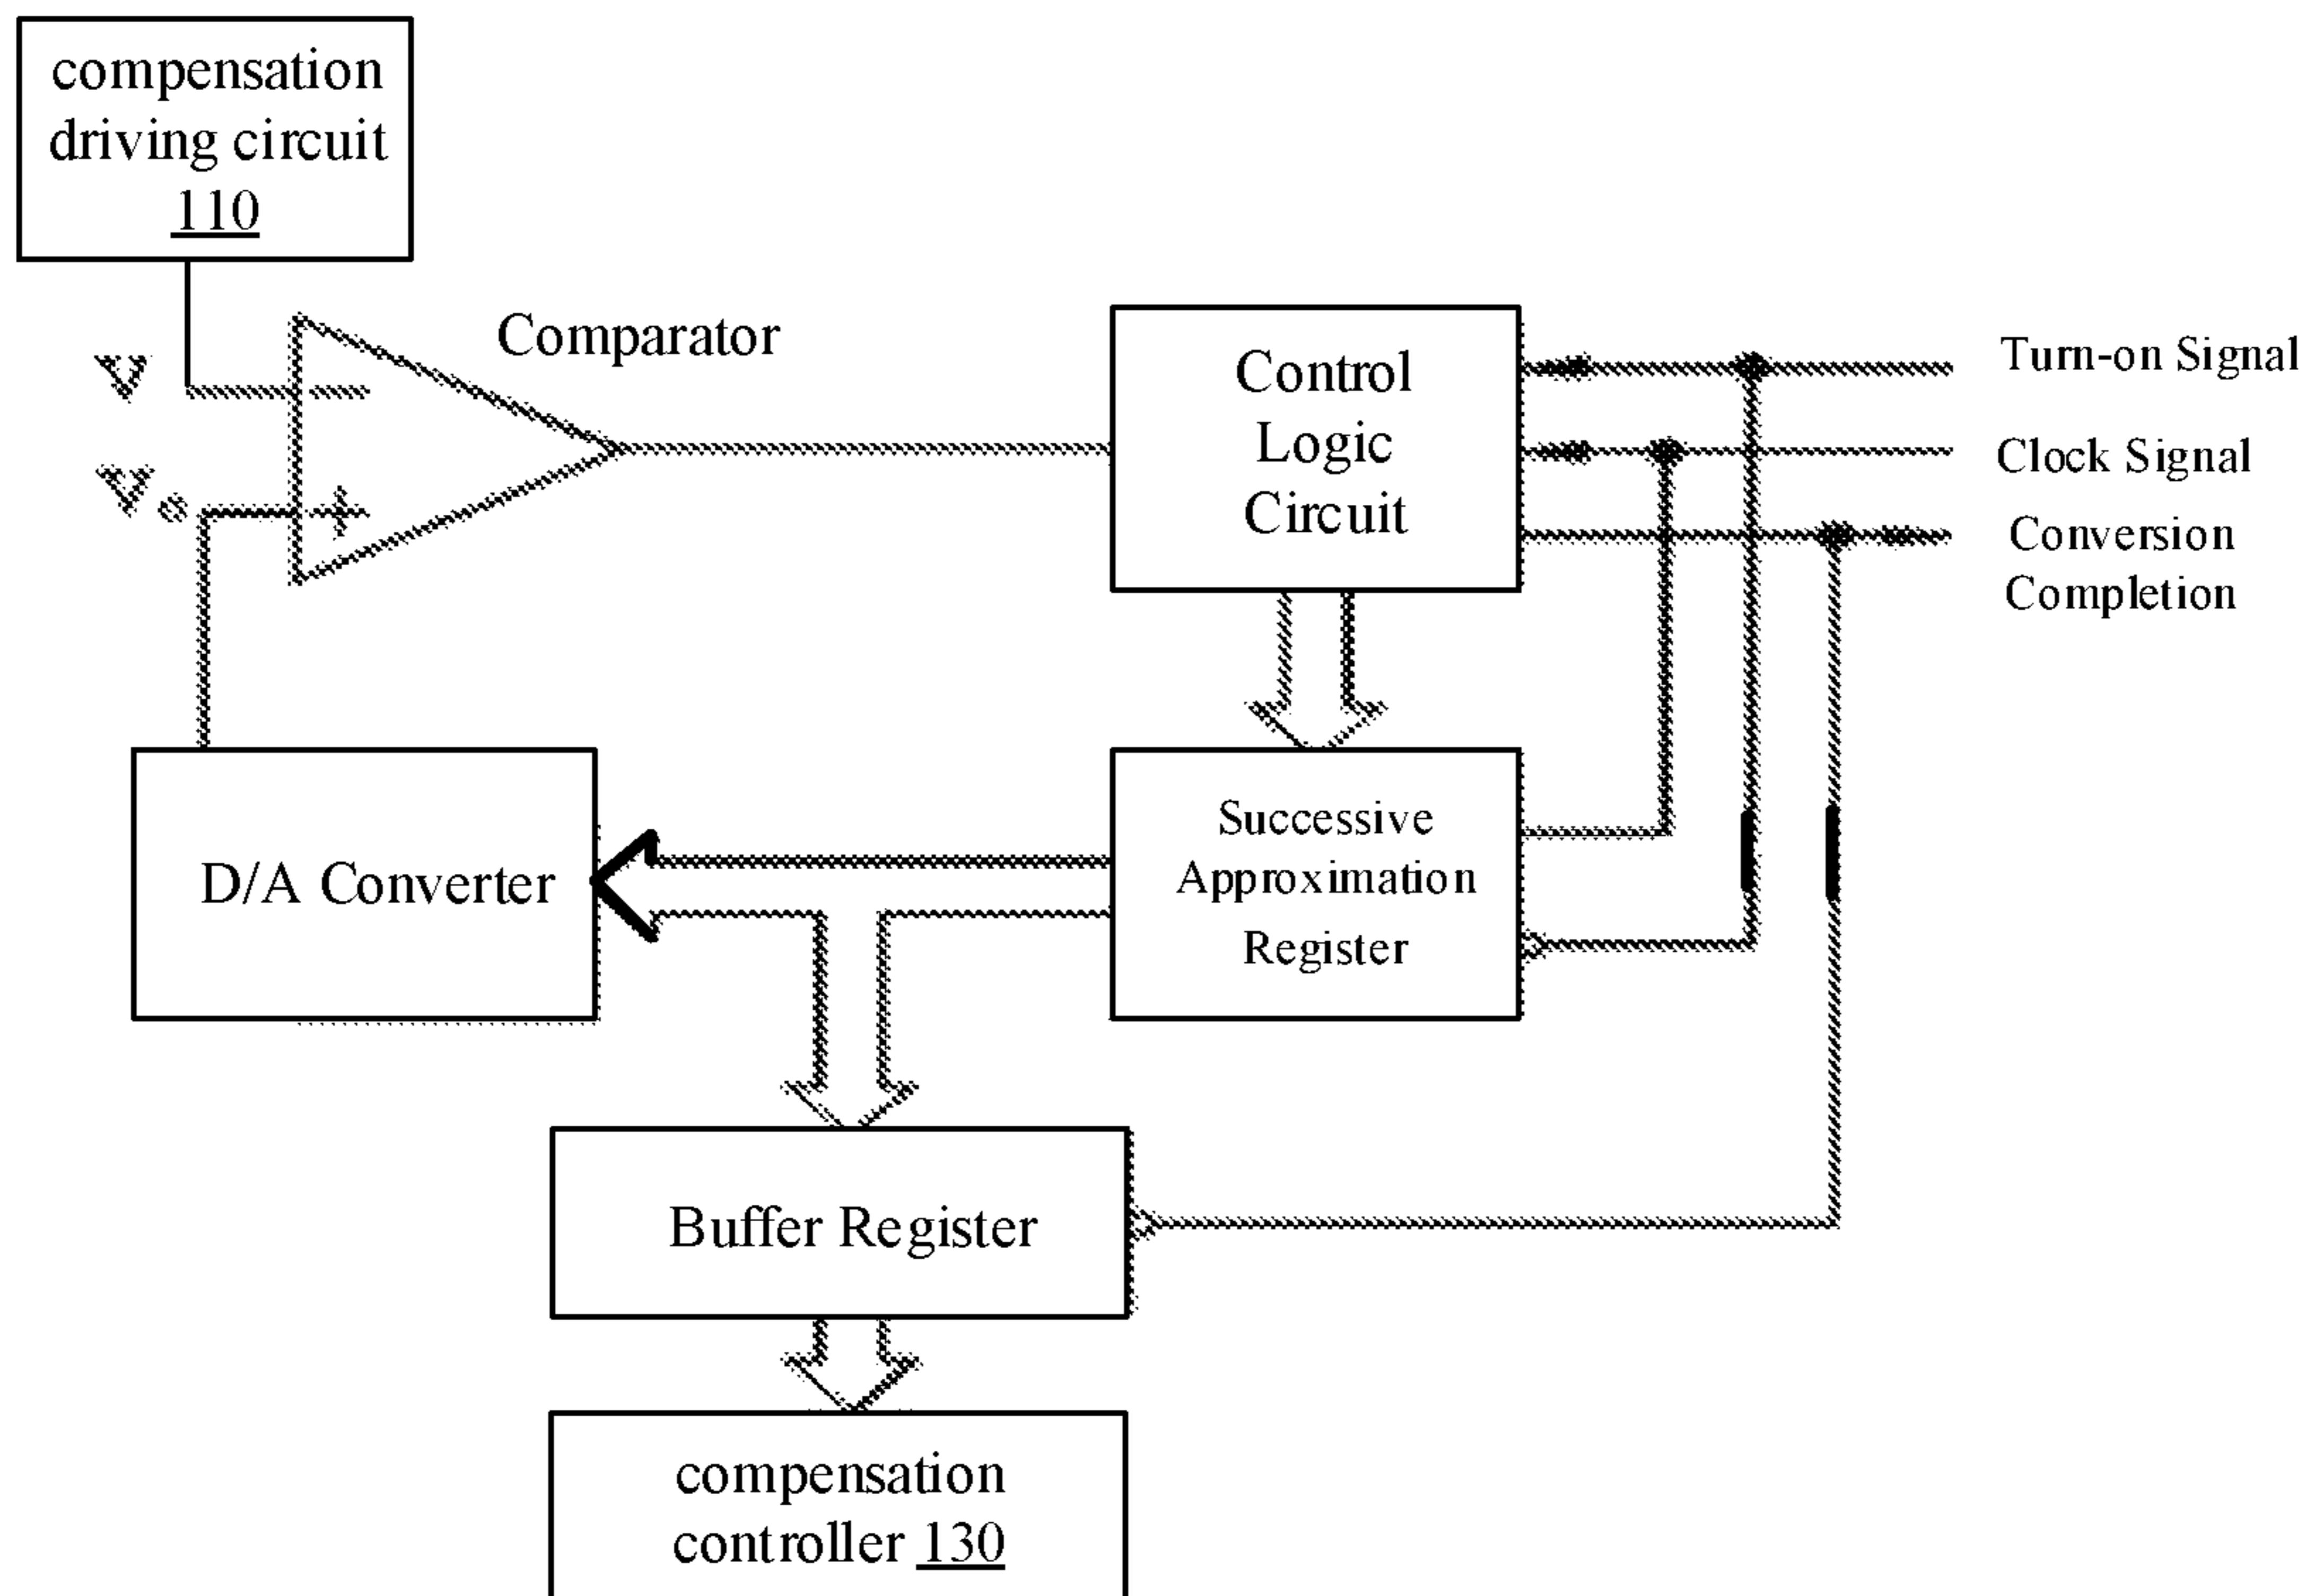 compensation
driving circuit
110
Comparator
V
V
−
+
Control
Logic
Circuit
Turn-on Signal
Clock Signal
Conversion
Completion
D/A Converter
Successive
Approximation
Register
Buffer Register
compensation
controller 130